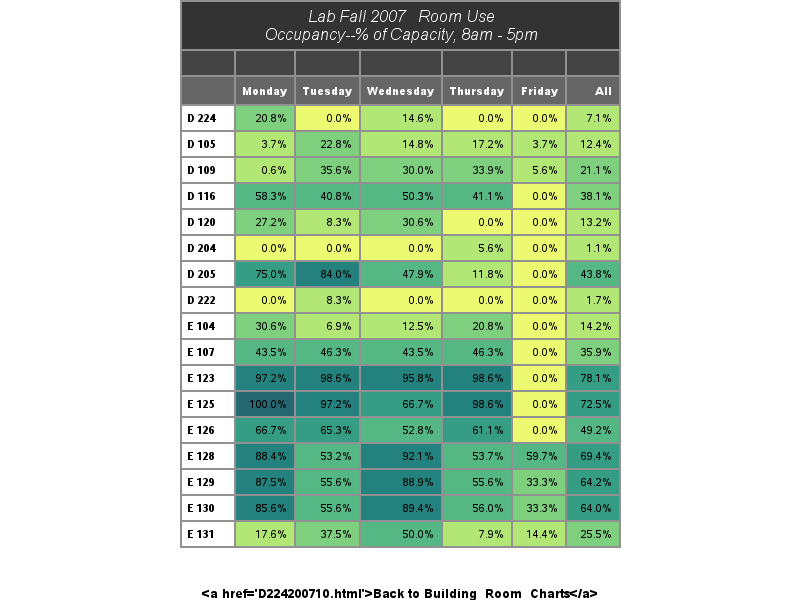 Lab Fall 2007 Room Use
Occupancy--% of Capacity, 8am - 5pm
Monday Tuesday Wednesday Thursday Friday All
D 224 20.8% 0.0% 14.6% 0.0% 0.0% 7.1%
D 105 3.7% 22.8% 14.8% 17.2% 3.7% 12.4%
D 109 0.6% 35.6% 30.0% 33.9% 5.6% 21.1%
D 116 58.3% 40.8% 50.3% 41.1% 0.0% 38.1%
D 120 27.2% 8.3% 30.6% 0.0% 0.0% 13.2%
D 204 0.0% 0.0% 0.0% 5.6% 0.0% 1.1%
D 205 75.0% 84.0% 47.9% 11.8% 0.0% 43.8%
D 222 0.0% 8.3% 0.0% 0.0% 0.0% 1.7%
E 104 30.6% 6.9% 12.5% 20.8% 0.0% 14.2%
E 107 43.5% 46.3% 43.5% 46.3% 0.0% 35.9%
E 123 97.2% 98.6% 95.8% 98.6% 0.0% 78.1%
E 125 100.0% 97.2% 66.7% 98.6% 0.0% 72.5%
E 126 66.7% 65.3% 52.8% 61.1% 0.0% 49.2%
E 128 88.4% 53.2% 92.1% 53.7% 59.7% 69.4%
E 129 87.5% 55.6% 88.9% 55.6% 33.3% 64.2%
E 130 85.6% 55.6% 89.4% 56.0% 33.3% 64.0%
E 131 17.6% 37.5% 50.0% 7.9% 14.4% 25.5%
<a href='D224200710.html'>Back to Building Room Charts</a>